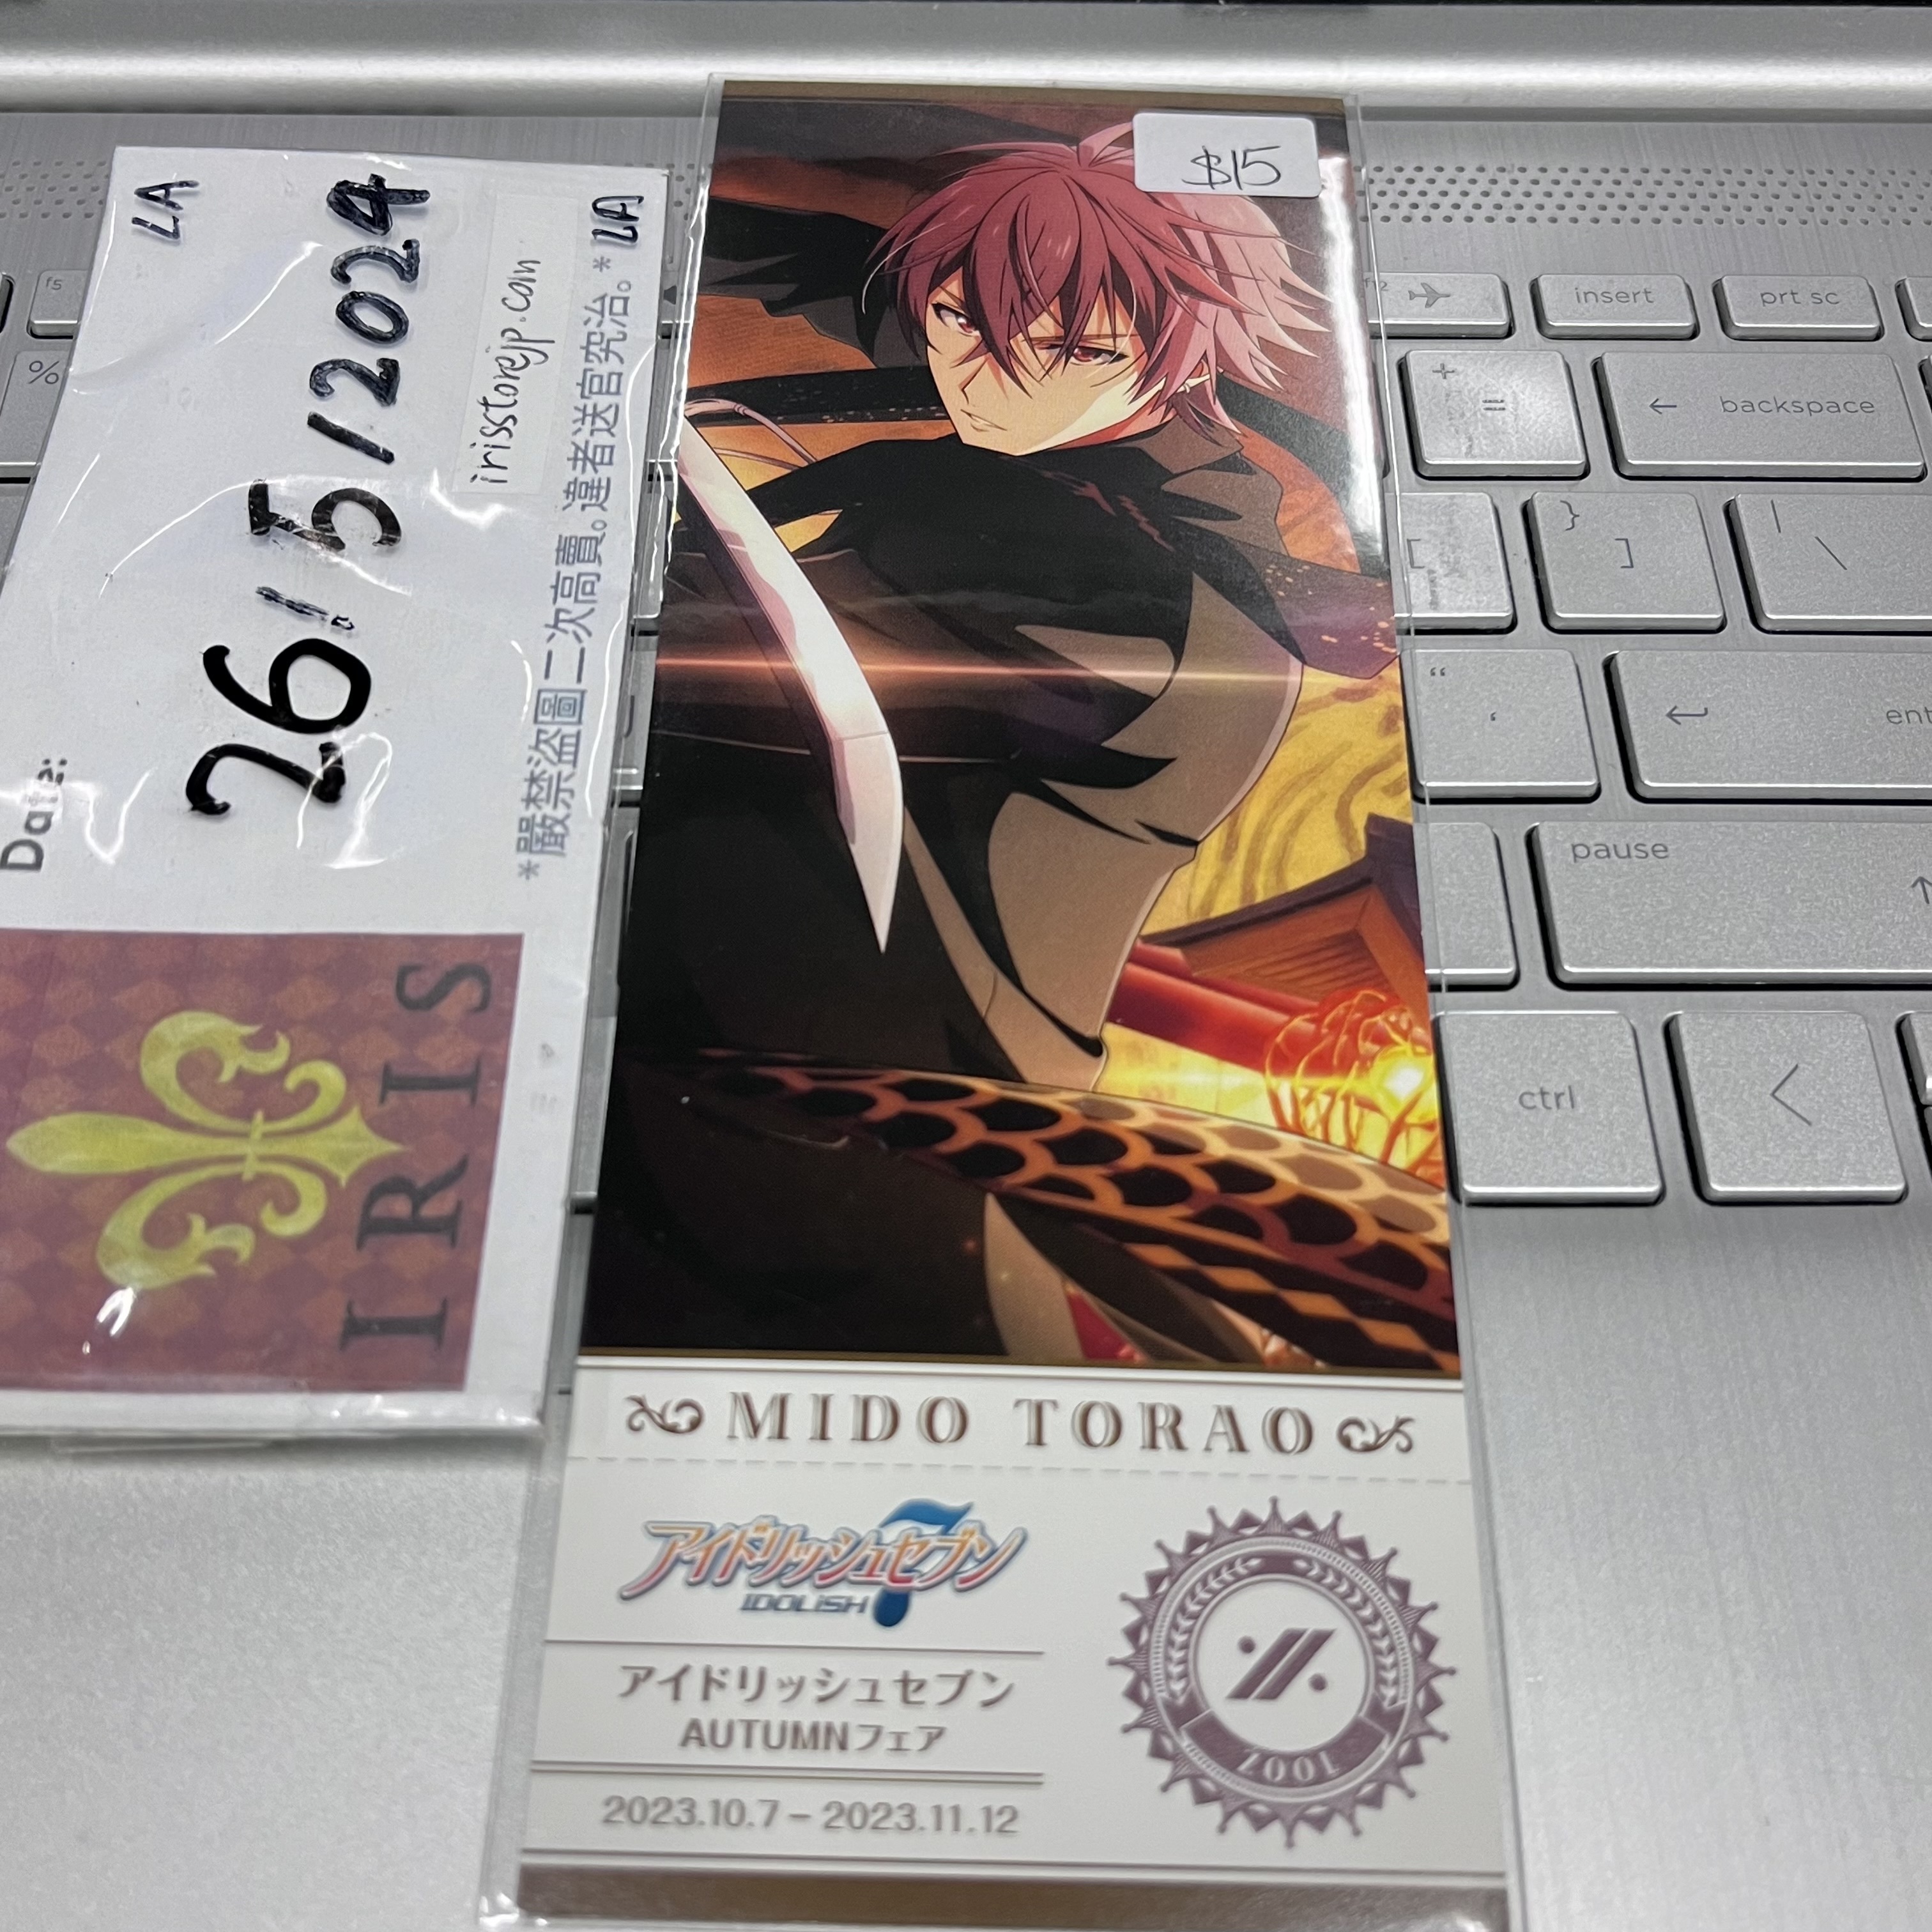 LA
26/5/2024
irisstorejp.com
*嚴禁盜圖二次高賣。違者送官究治。*
LA
Date:
IRIS
$15
MIDO TORAO
アイドリッシュセブン
IDOLiSH7
アイドリッシュセブン
AUTUMNフェア
2023.10.7 – 2023.11.12
ŹOOĻ
f5
%
insert
prt sc
+
=
← backspace
[
}
]
|
\
“
‘
←
ent
pause
↑
ctrl
<